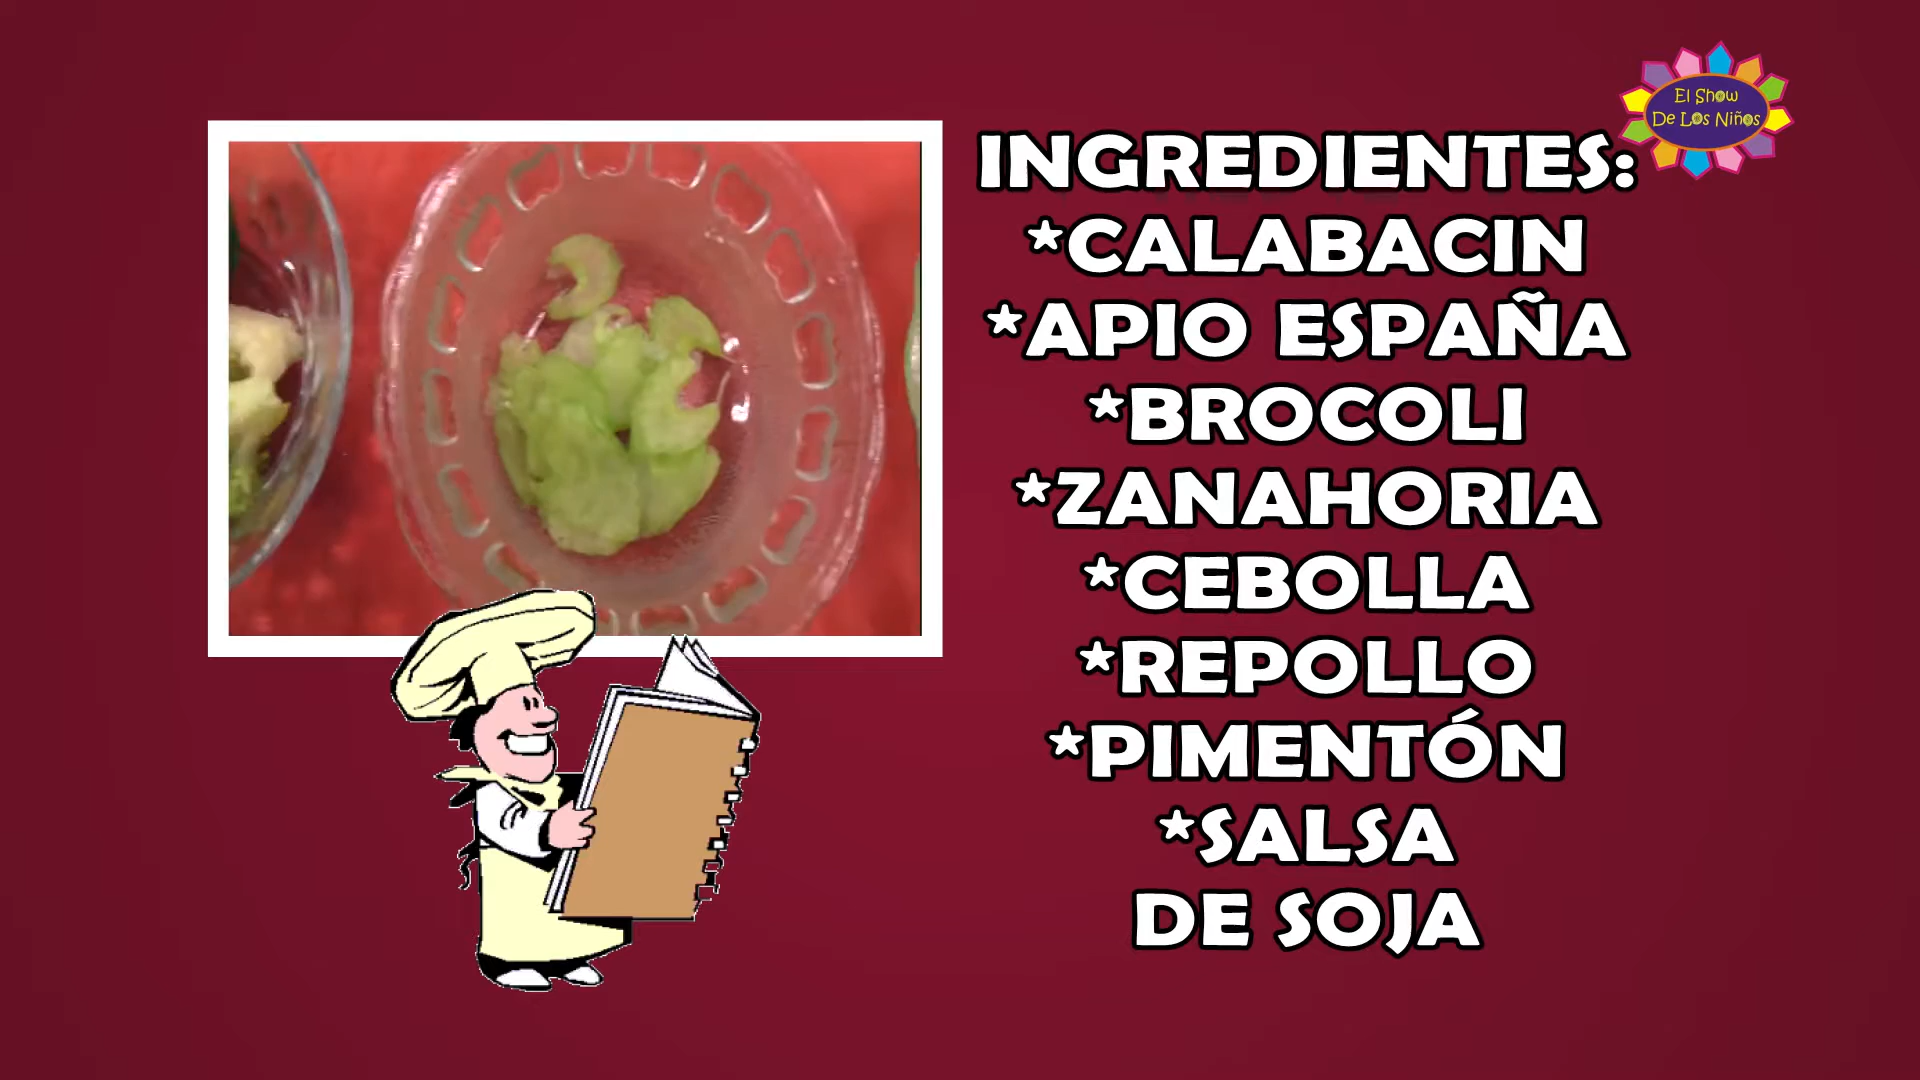 El Show
De Los Niños
INGREDIENTES:
*CALABACIN
*APIO ESPAÑA
*BROCOLI
*ZANAHORIA
*CEBOLLA
*REPOLLO
*PIMENTÓN
*SALSA
DE SOJA